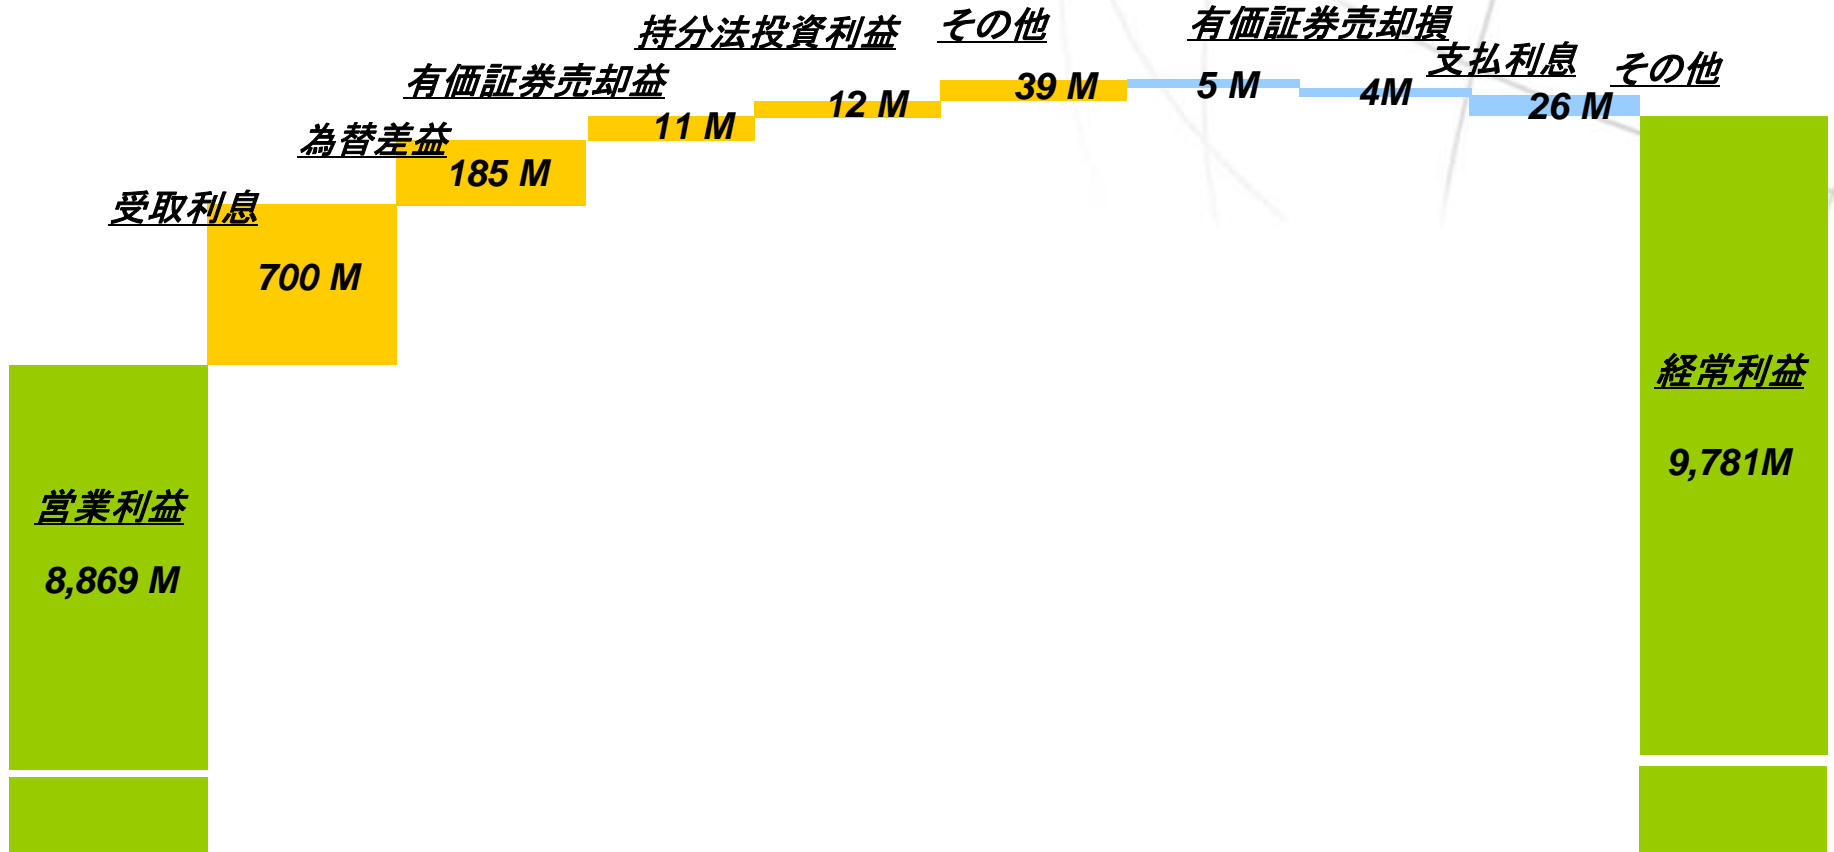 営業利益
8,869 M
受取利息
700 M
為替差益
185 M
有価証券売却益
11 M
持分法投資利益
12 M
その他
39 M
有価証券売却損
5 M
支払利息
4M
その他
26 M
経常利益
9,781M